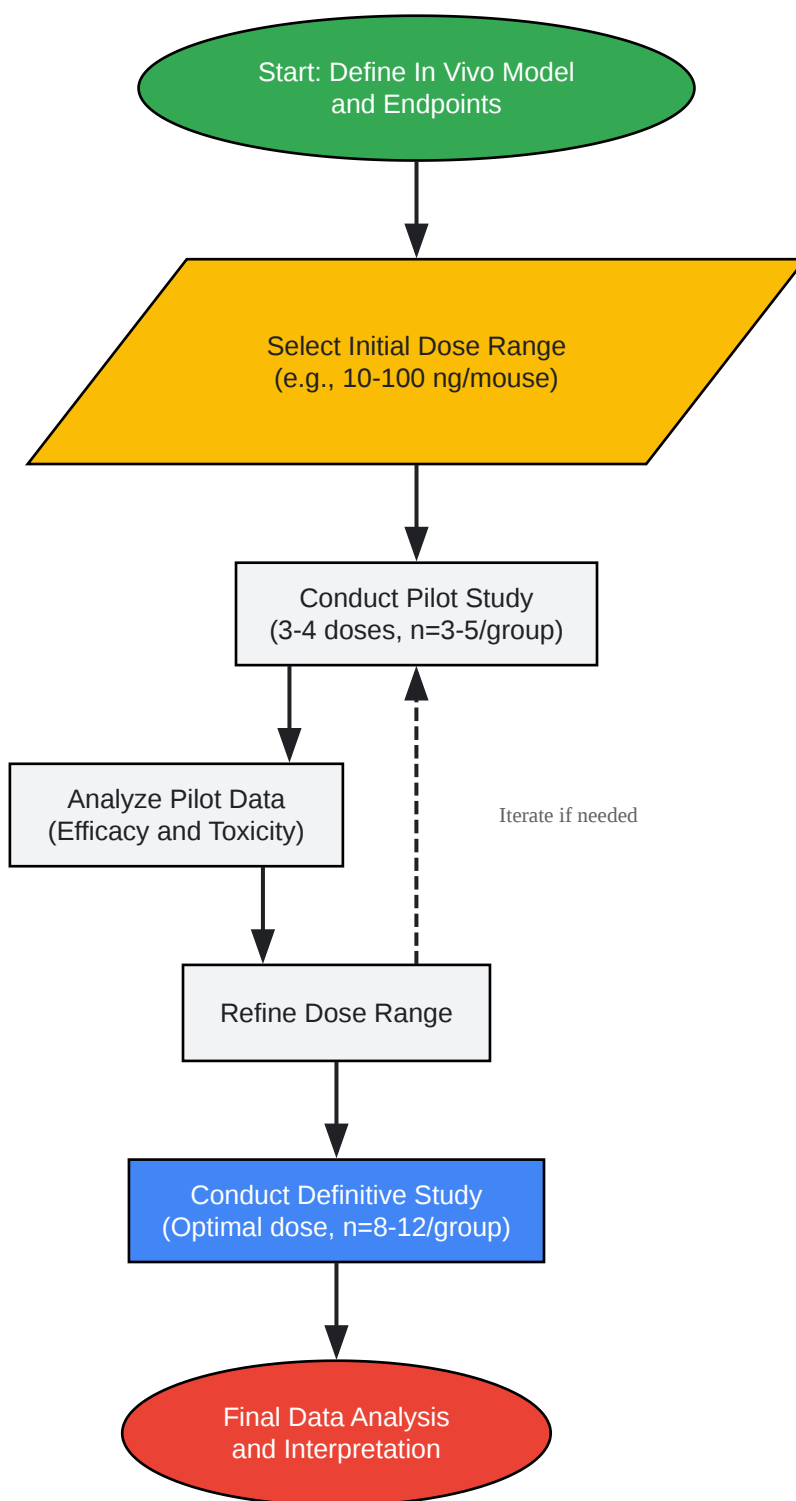 Start: Define In Vivo Model
and Endpoints
Select Initial Dose Range
(e.g., 10-100 ng/mouse)
Conduct Pilot Study
(3-4 doses, n=3-5/group)
Analyze Pilot Data
(Efficacy and Toxicity)
Iterate if needed
Refine Dose Range
Conduct Definitive Study
(Optimal dose, n=8-12/group)
Final Data Analysis
and Interpretation